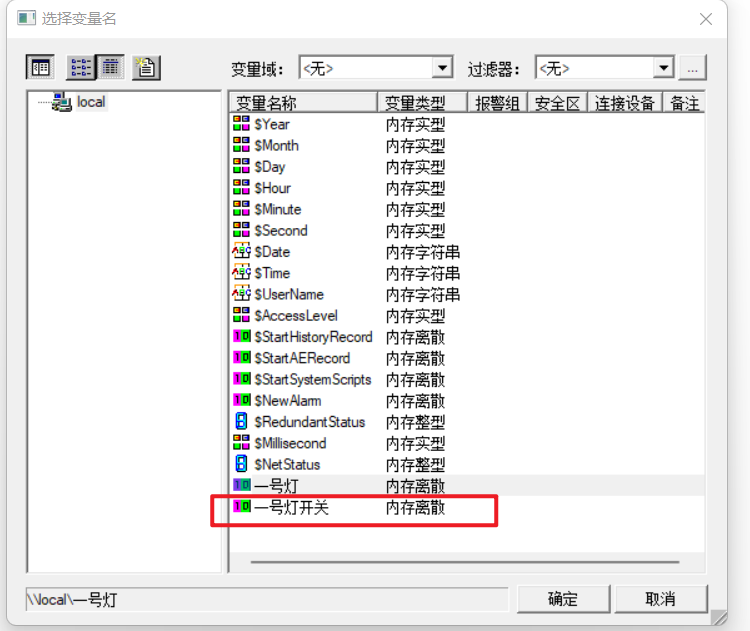 选择变量名
变量域： <无> 过滤器： <无> ...
local
变量名称 变量类型 报警组 安全区 连接设备 备注
$Year 内存实型
$Month 内存实型
$Day 内存实型
$Hour 内存实型
$Minute 内存实型
$Second 内存实型
$Date 内存字符串
$Time 内存字符串
$UserName 内存字符串
$AccessLevel 内存实型
$StartHistoryRecord 内存离散
$StartAERecord 内存离散
$StartSystemScripts 内存离散
$NewAlarm 内存离散
$RedundantStatus 内存整型
$Millisecond 内存实型
$NetStatus 内存整型
一号灯 内存离散
一号灯开关 内存离散
\\local\一号灯 确定 取消